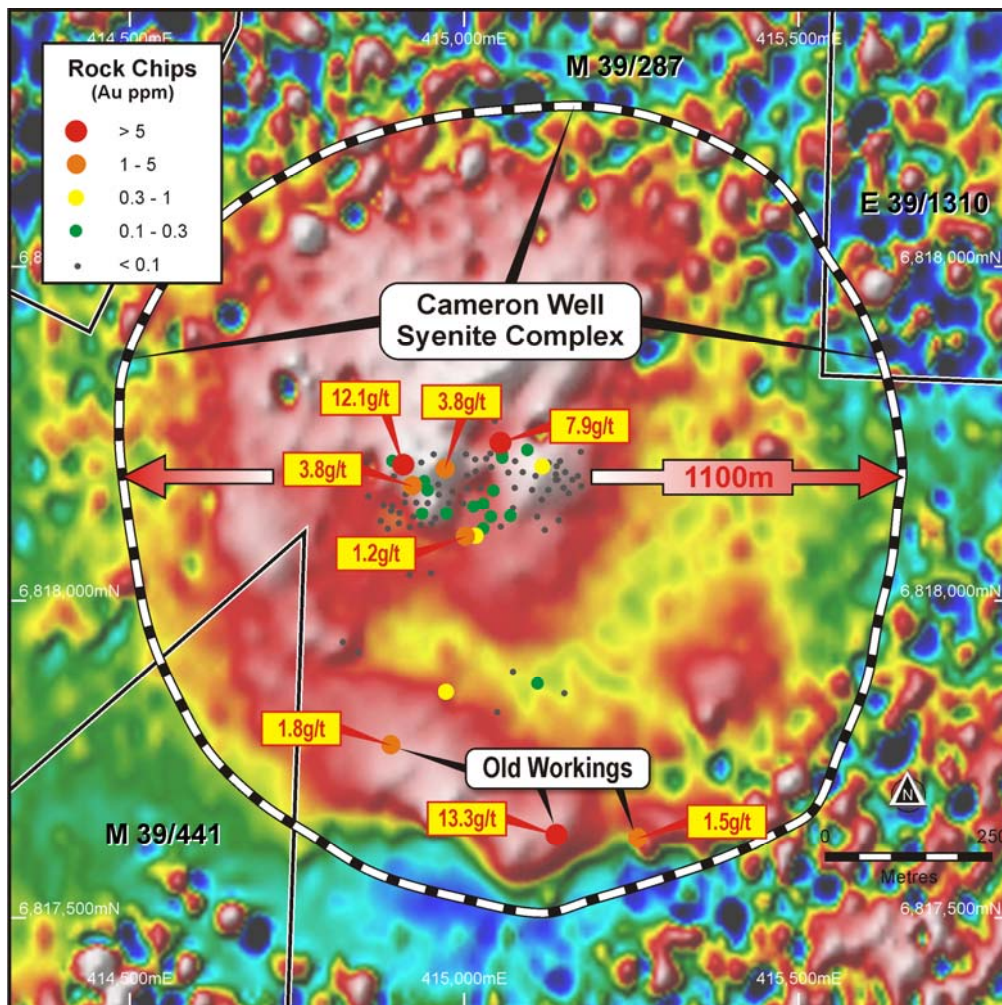 414,500mE
415,000mE
415,500mE
Rock Chips
(Au ppm)
> 5
1 - 5
0.3 - 1
0.1 - 0.3
< 0.1
M 39/287
E 39/1310
6,818,000mN
Cameron Well
Syenite Complex
12.1g/t
3.8g/t
7.9g/t
3.8g/t
1100m
1.2g/t
6,818,000mN
6,818,000mN
1.8g/t
Old Workings
N
13.3g/t
1.5g/t
M 39/441
0
250
Metres
6,817,500mN
6,817,500mN
414,500mE
415,000mE
415,500mE